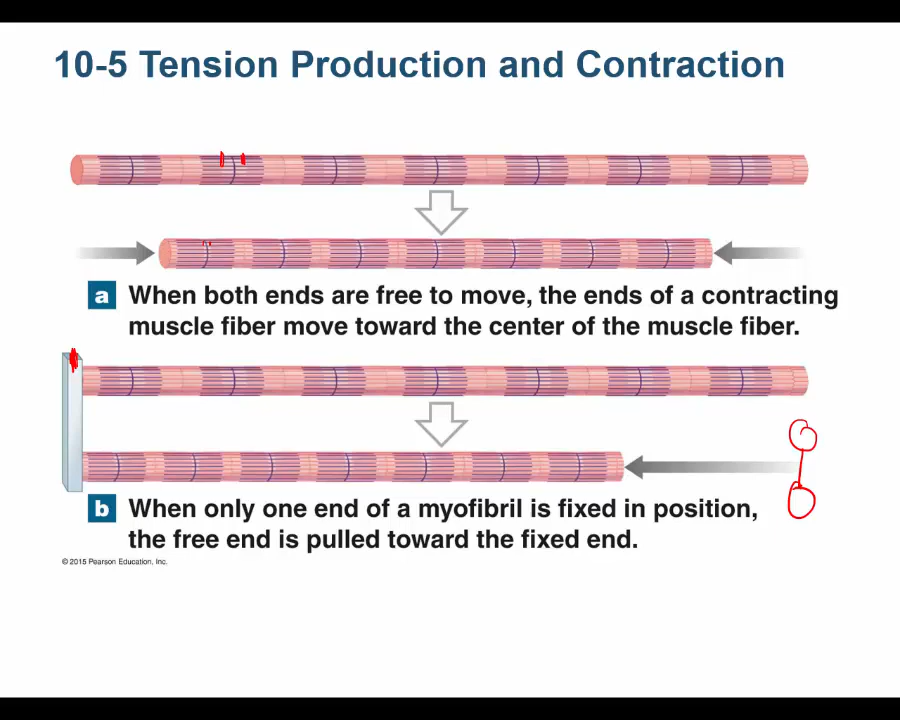 10-5 Tension Production and Contraction
a When both ends are free to move, the ends of a contracting
muscle fiber move toward the center of the muscle fiber.
b When only one end of a myofibril is fixed in position,
the free end is pulled toward the fixed end.
© 2015 Pearson Education, Inc.